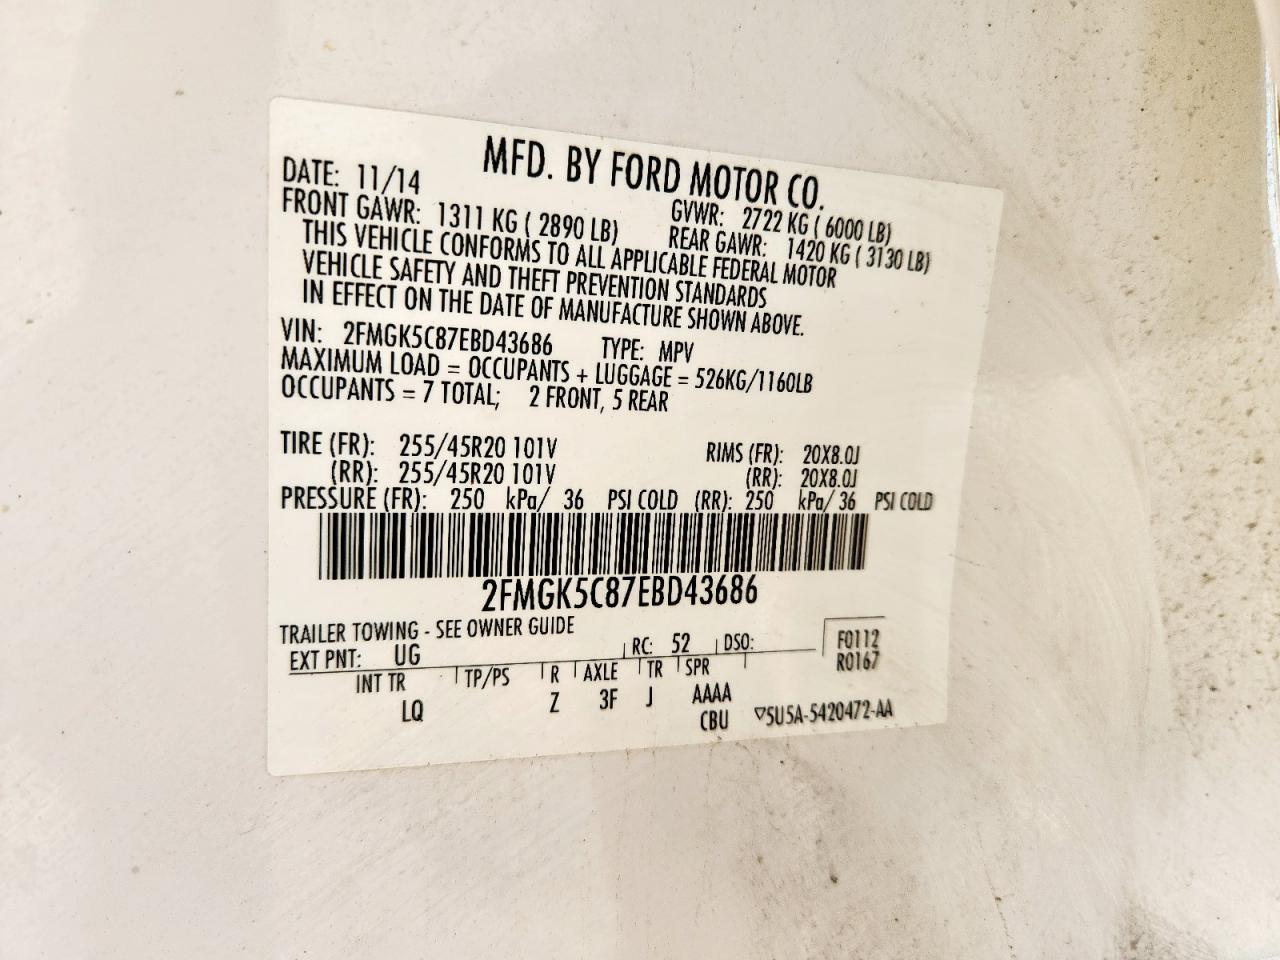 MFD. BY FORD MOTOR CO.
DATE: 11/14 GVWR: 2722 KG ( 6000 LB)
FRONT GAWR: 1311 KG ( 2890 LB) REAR GAWR: 1420 KG ( 3130 LB)
THIS VEHICLE CONFORMS TO ALL APPLICABLE FEDERAL MOTOR
VEHICLE SAFETY AND THEFT PREVENTION STANDARDS
IN EFFECT ON THE DATE OF MANUFACTURE SHOWN ABOVE.
VIN: 2FMGK5C87EBD43686 TYPE: MPV
MAXIMUM LOAD = OCCUPANTS + LUGGAGE = 526KG/1160LB
OCCUPANTS = 7 TOTAL; 2 FRONT, 5 REAR
TIRE (FR): 255/45R20 101V RIMS (FR): 20X8.0J
(RR): 255/45R20 101V (RR): 20X8.0J
PRESSURE (FR): 250 kPa/ 36 PSI COLD (RR): 250 kPa/ 36 PSI COLD
2FMGK5C87EBD43686
TRAILER TOWING - SEE OWNER GUIDE
EXT PNT: UG RC: 52 DSO: F0112
R0167
INT TR TP/PS R AXLE TR SPR
LQ Z 3F J AAAA
CBU ▽5U5A-5420472-AA